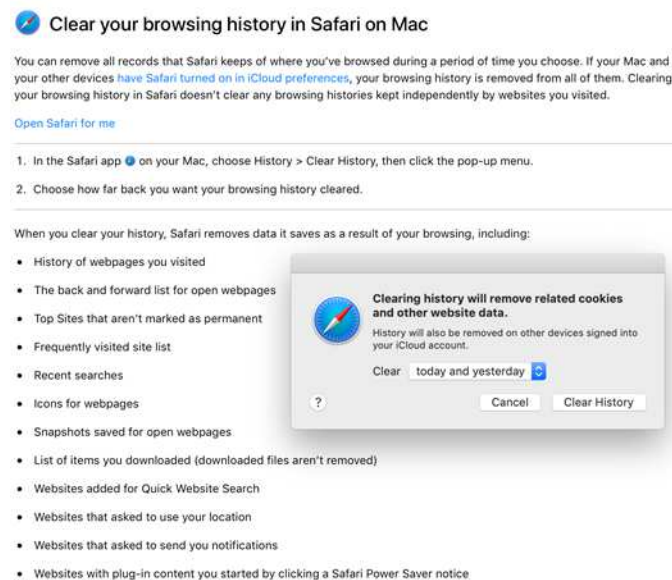 Clear your browsing history in Safari on Mac
You can remove all records that Safari keeps of where you've browsed during a period of time you choose. If your Mac and
your other devices have Safari turned on in iCloud preferences, your browsing history is removed from all of them. Clearing
your browsing history in Safari doesn't clear any browsing histories kept independently by websites you visited.
Open Safari for me
1. In the Safari app on your Mac, choose History > Clear History, then click the pop-up menu.
2. Choose how far back you want your browsing history cleared.
When you clear your history, Safari removes data it saves as a result of your browsing, including:
• History of webpages you visited
• The back and forward list for open webpages
• Top Sites that aren't marked as permanent
• Frequently visited site list
• Recent searches
• Icons for webpages
• Snapshots saved for open webpages
• List of items you downloaded (downloaded files aren't removed)
• Websites added for Quick Website Search
• Websites that asked to use your location
• Websites that asked to send you notifications
• Websites with plug-in content you started by clicking a Safari Power Saver notice
Clearing history will remove related cookies
and other website data.
History will also be removed on other devices signed into
your iCloud account.
Clear today and yesterday
? Cancel Clear History